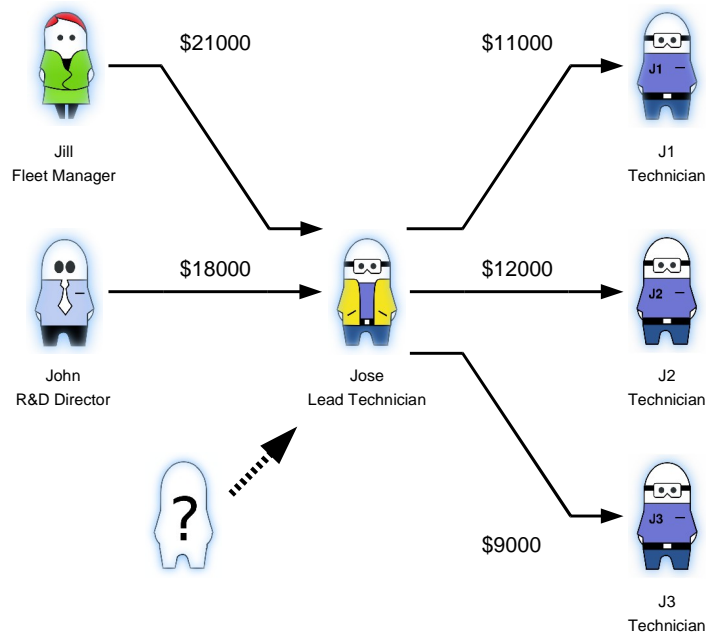 $21000
$11000
J1
Jill
Fleet Manager
J1
Technician
$18000
$12000
J2
John
R&D Director
Jose
Lead Technician
J2
Technician
?
J3
$9000
J3
Technician